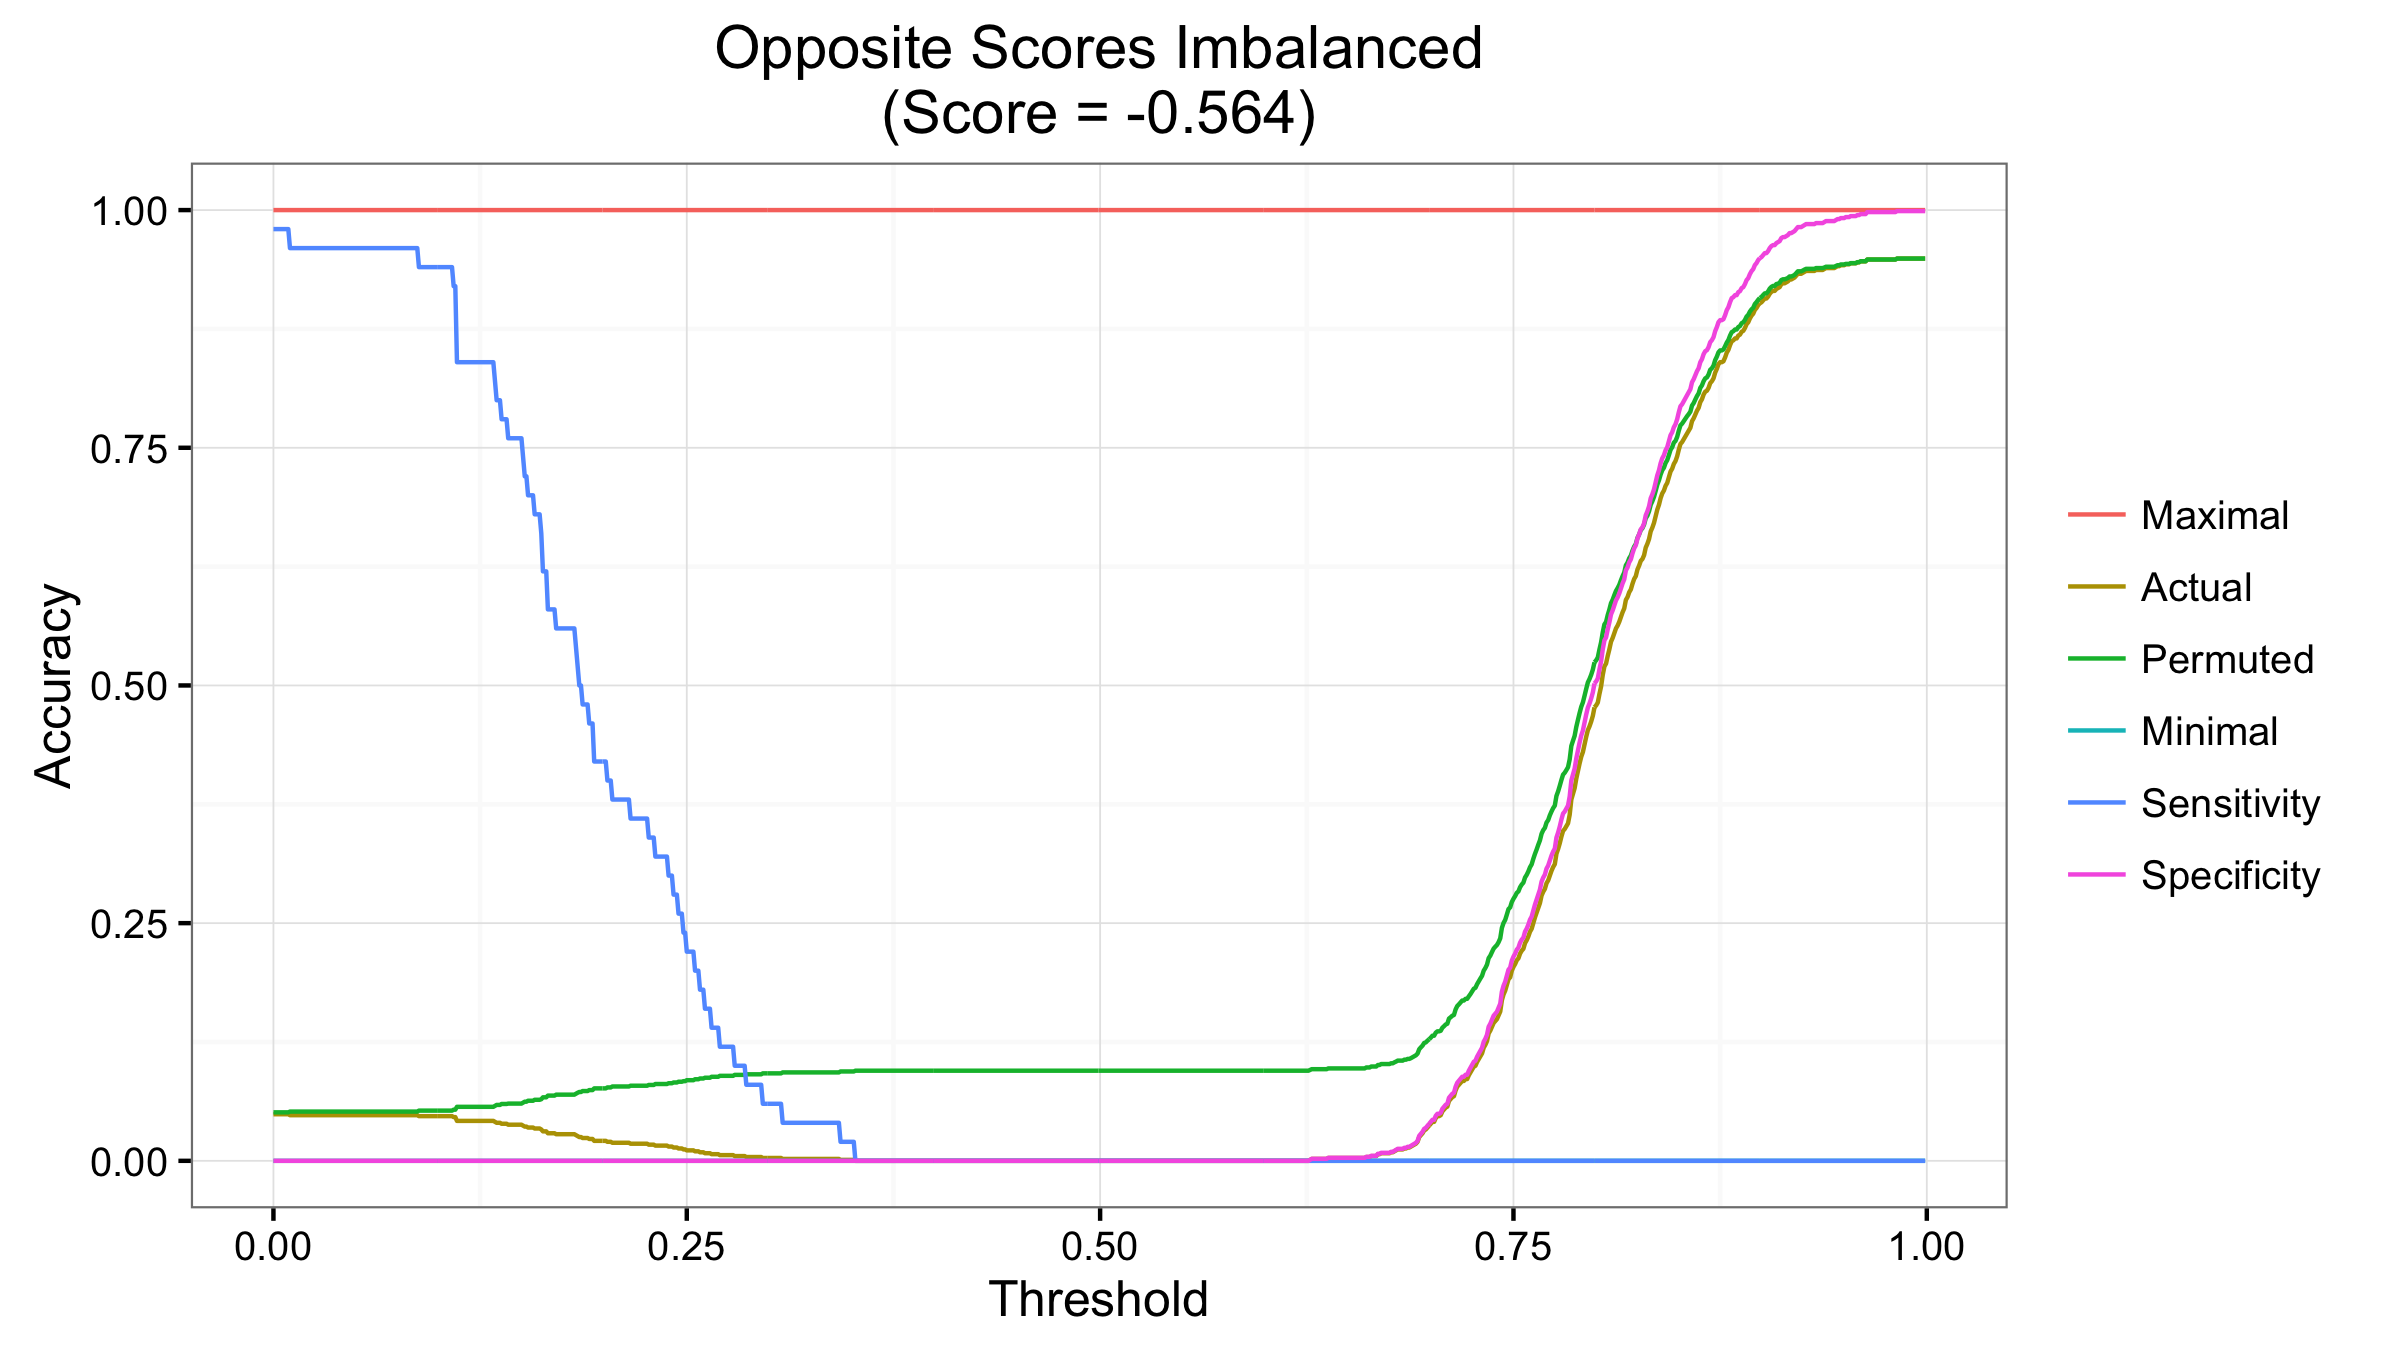 Opposite Scores Imbalanced
(Score = -0.564)
Accuracy
1.00
0.75
0.50
0.25
0.00
0.00 0.25 0.50 0.75 1.00
Threshold
Maximal
Actual
Permuted
Minimal
Sensitivity
Specificity